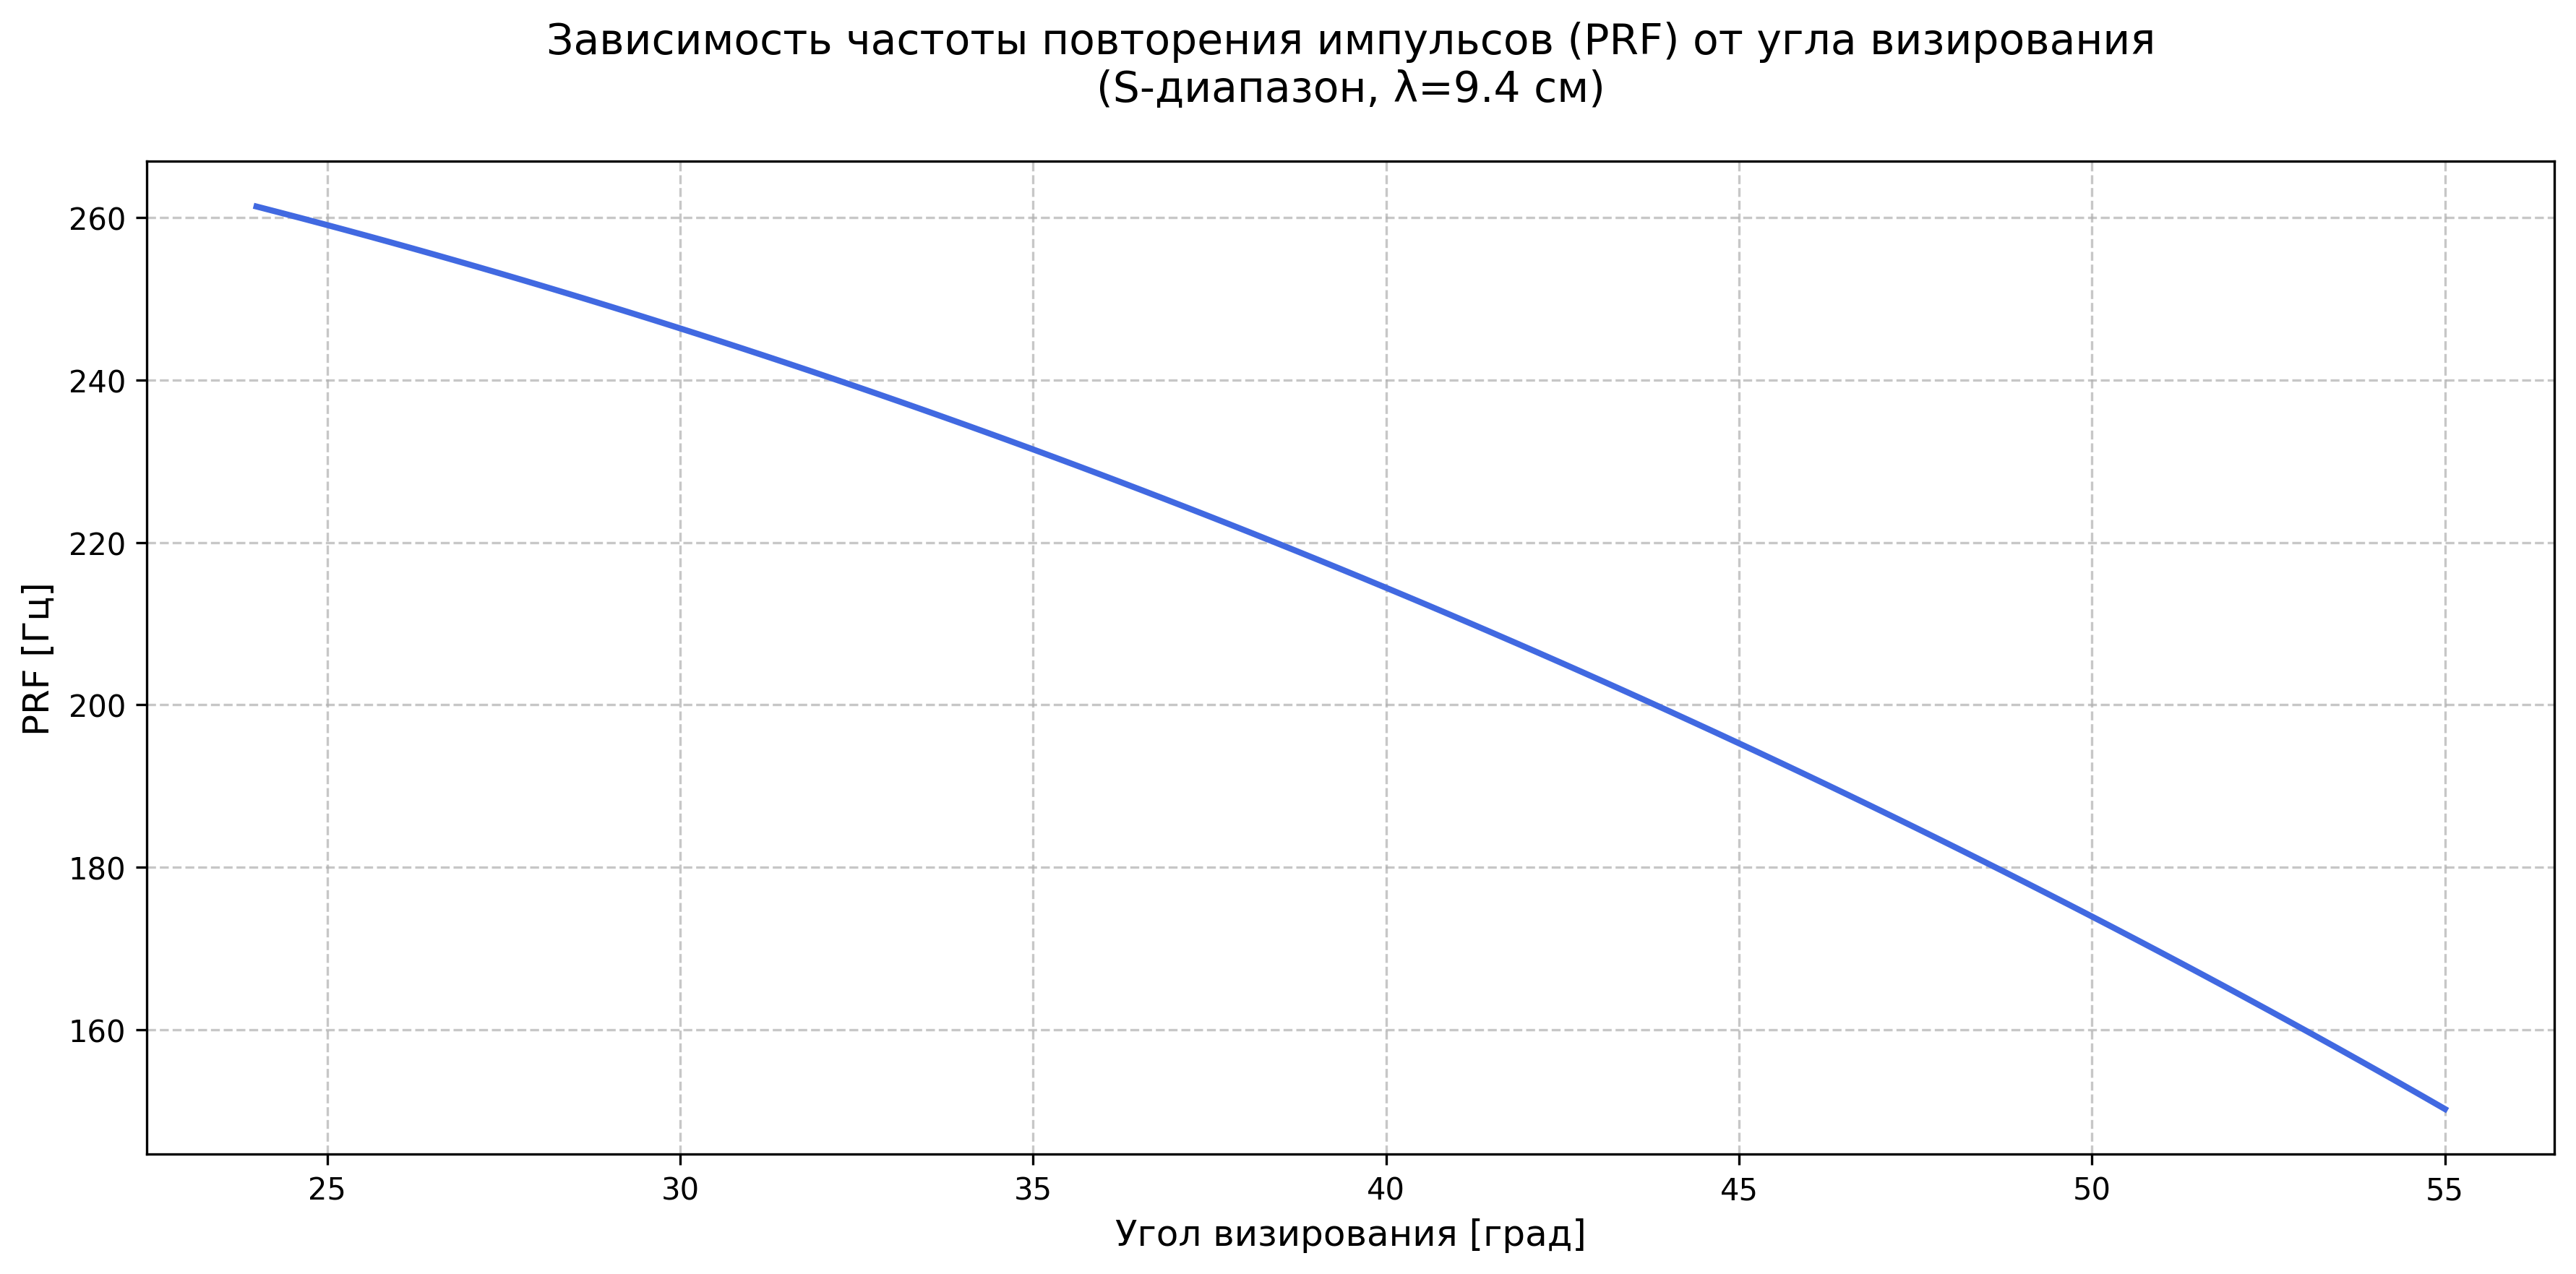 Зависимость частоты повторения импульсов (PRF) от угла визирования
(S-диапазон, λ=9.4 см)
PRF [Гц]
260
240
220
200
180
160
25 30 35 40 45 50 55
Угол визирования [град]